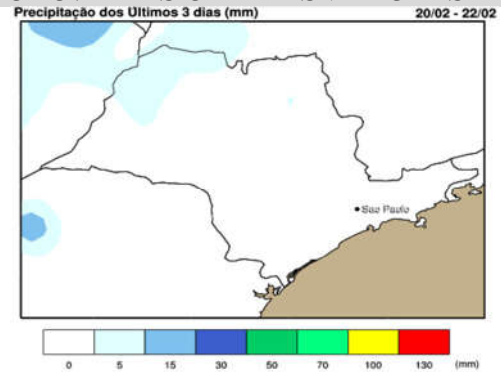 Precipitação dos Últimos 3 dias (mm) 20/02 - 22/02
Sao Paulo
0 5 15 30 50 70 100 130 (mm)